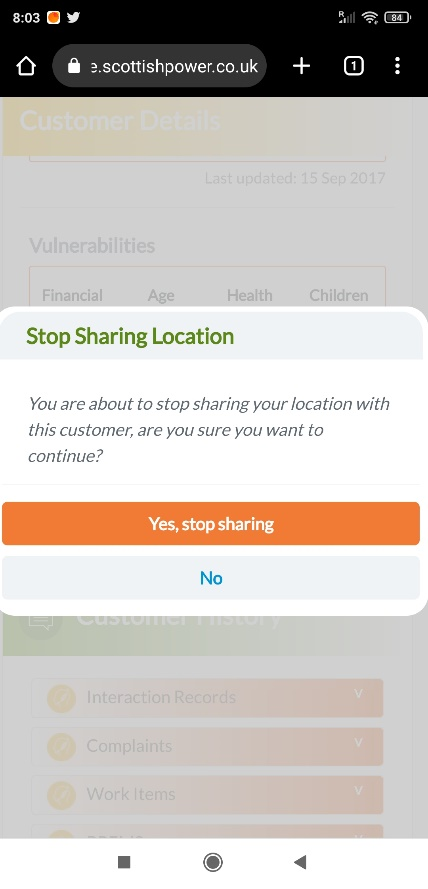 8:03
R
84
e.scottishpower.co.uk
1
Customer Details
Last updated: 15 Sep 2017
Vulnerabilities
Financial Age Health Children
Stop Sharing Location
You are about to stop sharing your location with
this customer, are you sure you want to
continue?
Yes, stop sharing
No
Customer History
Interaction Records
Complaints
Work Items